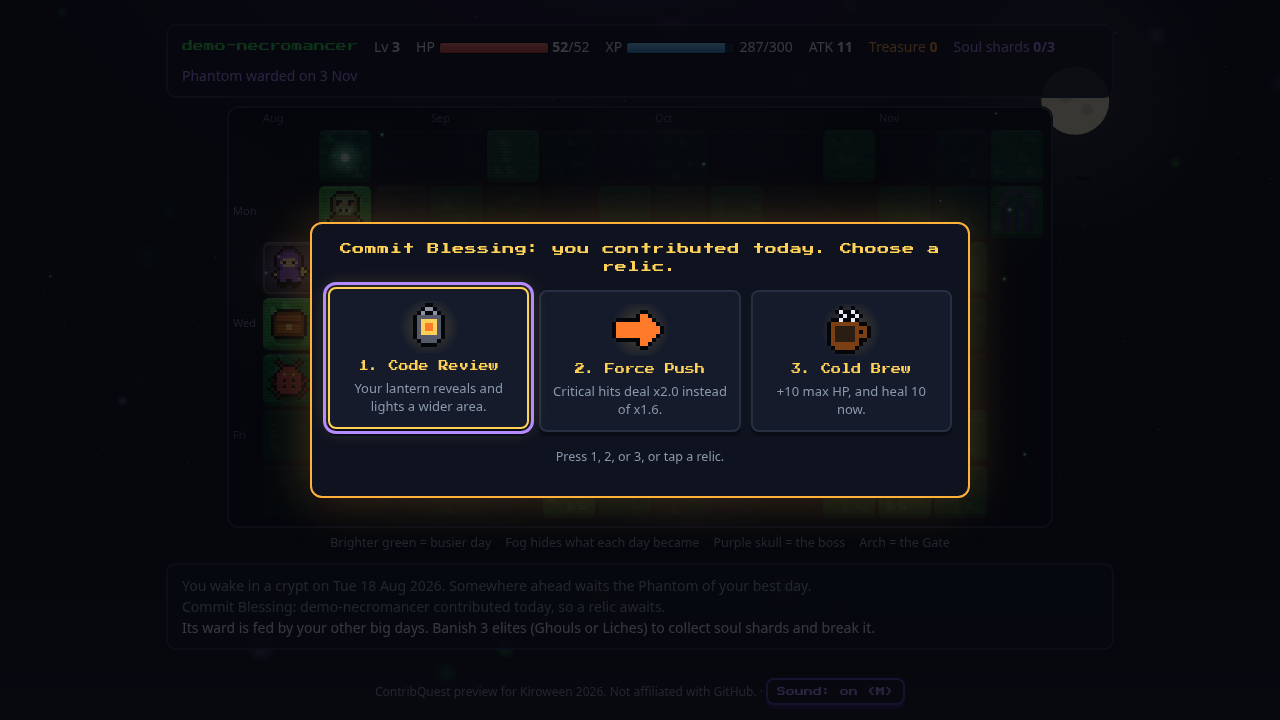 demo-necromancer Lv 3 HP 52/52 XP 287/300 ATK 11 Treasure 0 Soul shards 0/3
Phantom warded on 3 Nov
Aug Sep Oct Nov
Mon
Commit Blessing: you contributed today. Choose a
relic.
1. Code Review
Your lantern reveals and
lights a wider area.
2. Force Push
Critical hits deal x2.0 instead
of x1.6.
3. Cold Brew
+10 max HP, and heal 10
now.
Wed
Fri
Press 1, 2, or 3, or tap a relic.
Brighter green = busier day Fog hides what each day became Purple skull = the boss Arch = the Gate
You wake in a crypt on Tue 18 Aug 2026. Somewhere ahead waits the Phantom of your best day.
Commit Blessing: demo-necromancer contributed today, so a relic awaits.
Its ward is fed by your other big days. Banish 3 elites (Ghouls or Liches) to collect soul shards and break it.
ContribQuest preview for Kiroween 2026. Not affiliated with GitHub. · Sound: on (M)